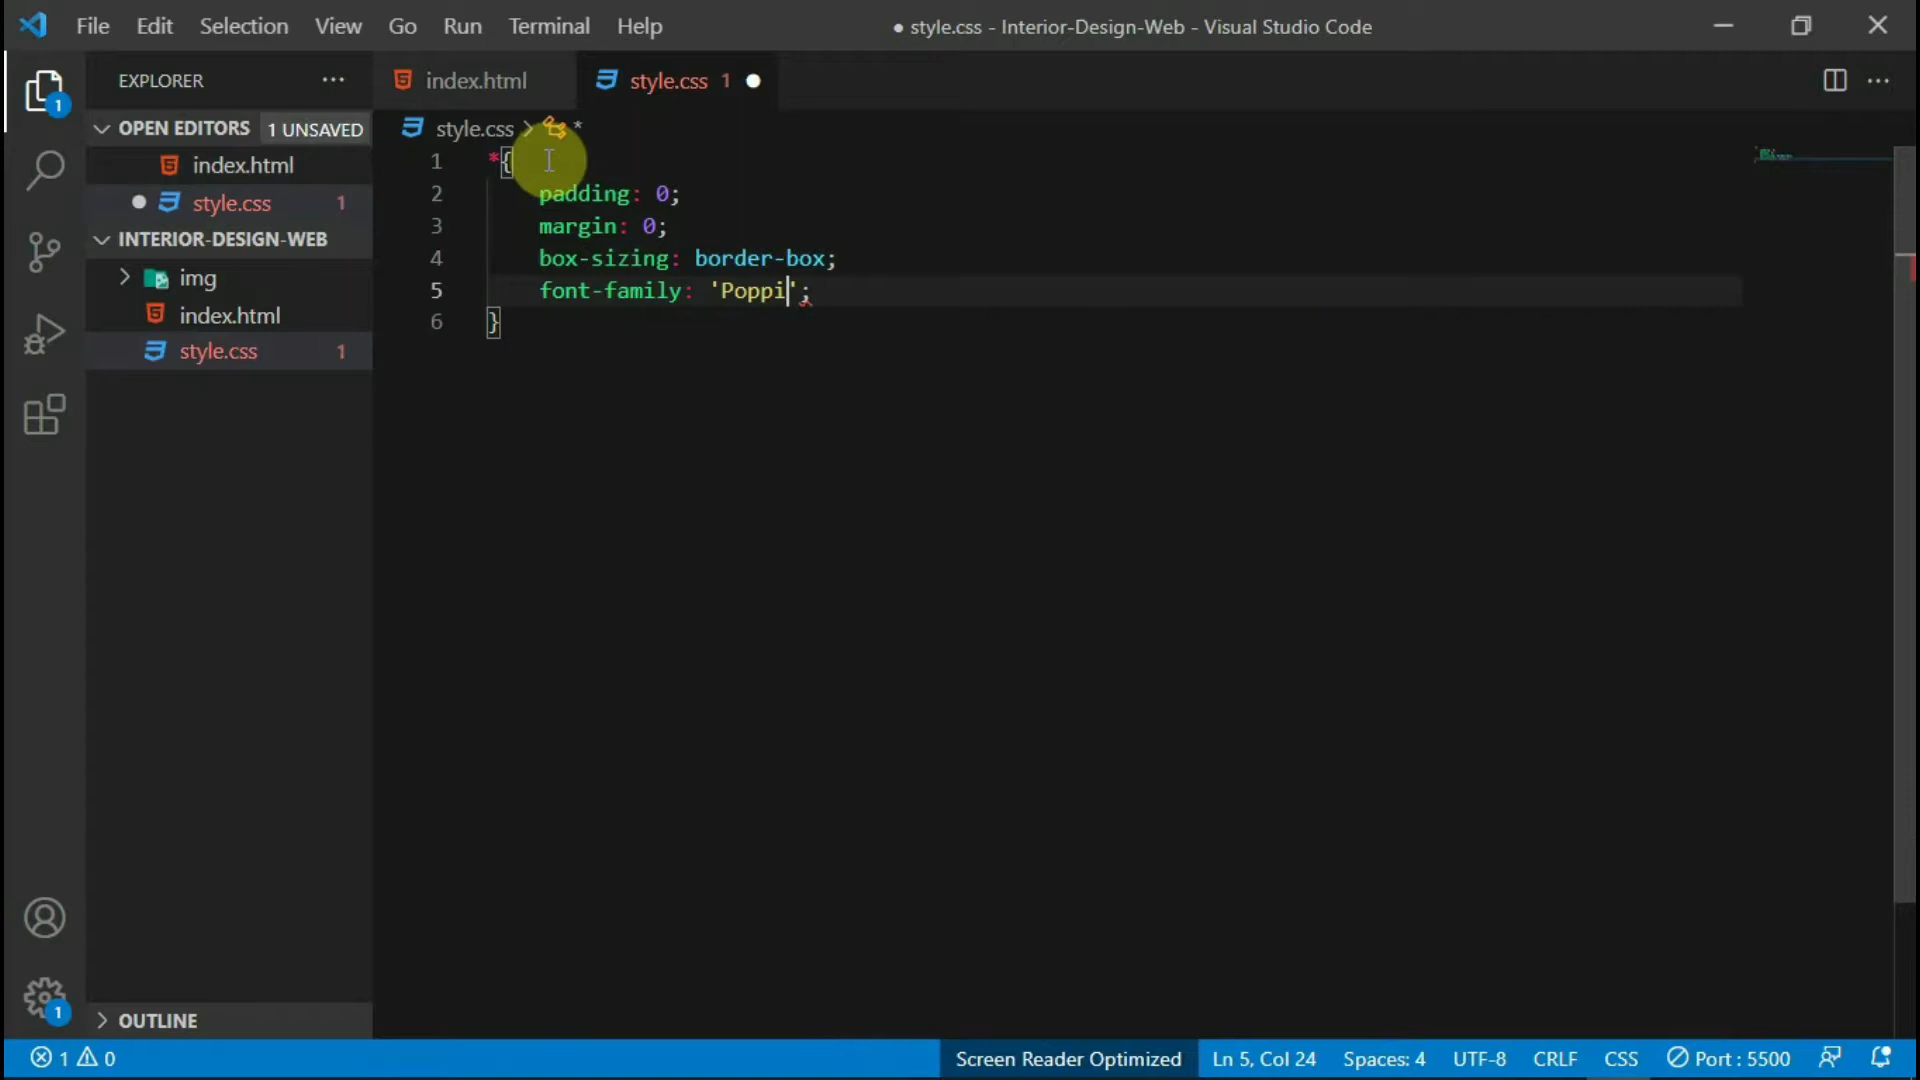 File Edit Selection View Go Run Terminal Help
● style.css - Interior-Design-Web - Visual Studio Code
EXPLORER
index.html
style.css 1
OPEN EDITORS 1 UNSAVED
index.html
style.css 1
INTERIOR-DESIGN-WEB
img
index.html
style.css 1
OUTLINE
style.css > *
1 *{
2 padding: 0;
3 margin: 0;
4 box-sizing: border-box;
5 font-family: 'Poppi';
6 }
1
1
1 0
Screen Reader Optimized Ln 5, Col 24 Spaces: 4 UTF-8 CRLF CSS Port : 5500